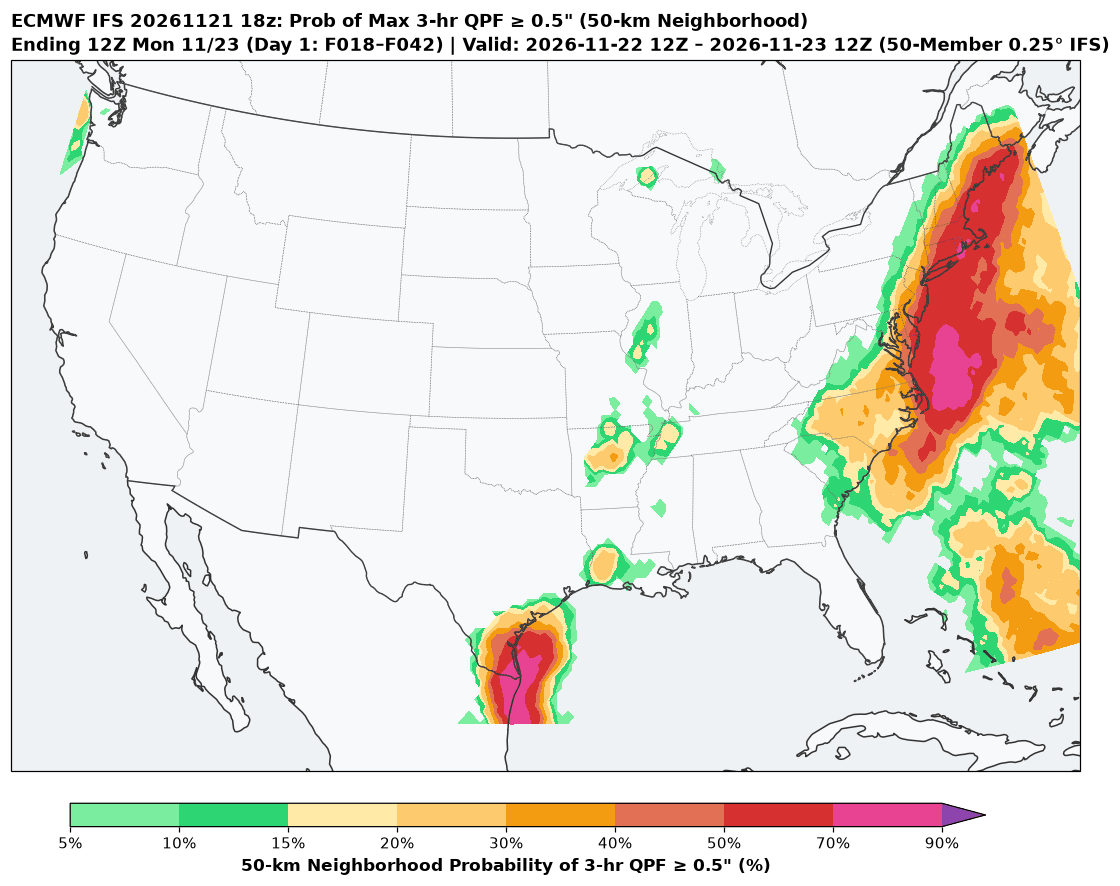 ECMWF IFS 20261121 18z: Prob of Max 3-hr QPF ≥ 0.5" (50-km Neighborhood)
Ending 12Z Mon 11/23 (Day 1: F018–F042) | Valid: 2026-11-22 12Z – 2026-11-23 12Z (50-Member 0.25° IFS)
5% 10% 15% 20% 30% 40% 50% 70% 90%
50-km Neighborhood Probability of 3-hr QPF ≥ 0.5" (%)